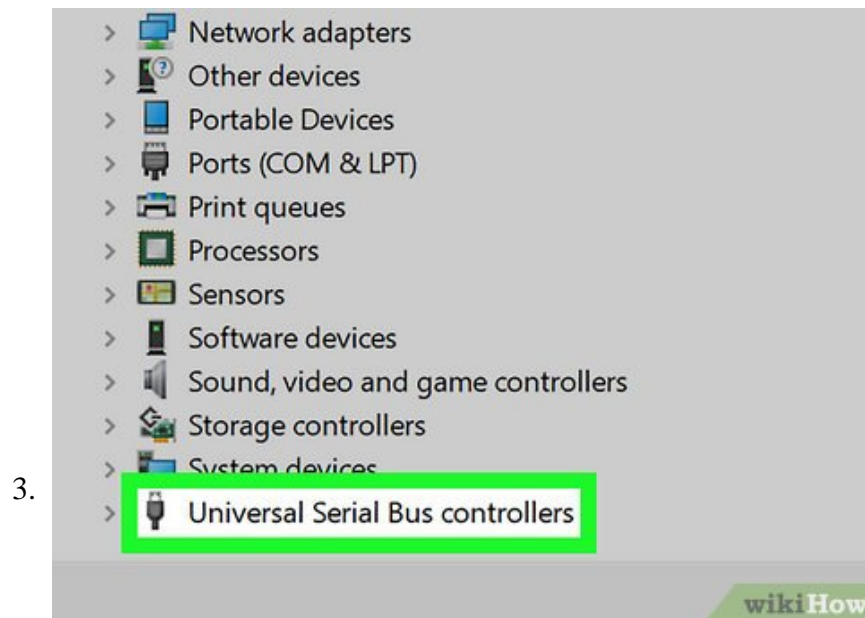 Network adapters
Other devices
Portable Devices
Ports (COM & LPT)
Print queues
Processors
Sensors
Software devices
Sound, video and game controllers
Storage controllers
System devices
3.
Universal Serial Bus controllers
wikiHow